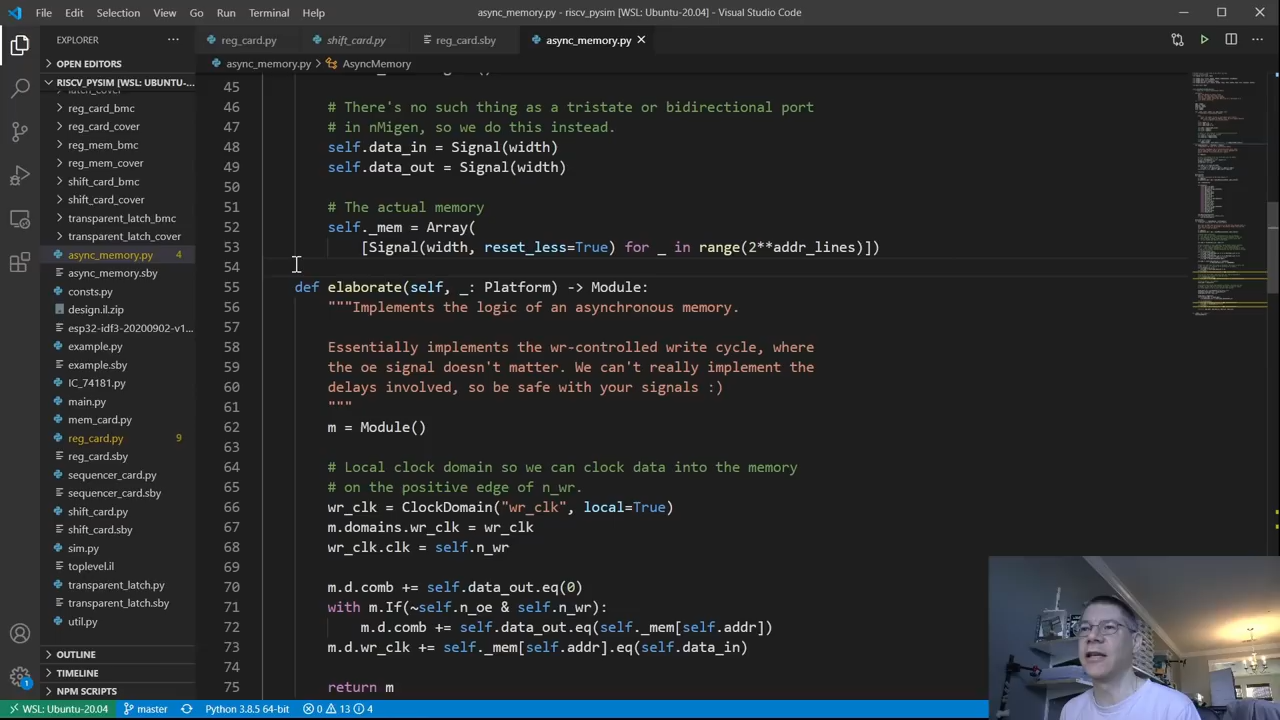 File Edit Selection View Go Run Terminal Help
async_memory.py - riscv_pysim [WSL: Ubuntu-20.04] - Visual Studio Code
EXPLORER
reg_card.py
shift_card.py
reg_card.sby
async_memory.py
OPEN EDITORS
async_memory.py > AsyncMemory
RISCV_PYSIM [WSL: UBUNTU-...
reg_card_bmc
reg_card_cover
reg_mem_bmc
reg_mem_cover
shift_card_bmc
shift_card_cover
transparent_latch_bmc
transparent_latch_cover
async_memory.py 4
async_memory.sby
consts.py
design.il.zip
esp32-idf3-20200902-v1...
example.py
example.sby
IC_74181.py
main.py
mem_card.py
reg_card.py 9
reg_card.sby
sequencer_card.py
sequencer_card.sby
shift_card.py
shift_card.sby
sim.py
toplevel.il
transparent_latch.py
transparent_latch.sby
util.py
OUTLINE
TIMELINE
NPM SCRIPTS
45
46 # There's no such thing as a tristate or bidirectional port
47 # in nMigen, so we do this instead.
48 self.data_in = Signal(width)
49 self.data_out = Signal(width)
50
51 # The actual memory
52 self._mem = Array(
53 [Signal(width, reset_less=True) for _ in range(2**addr_lines)])
54
55 def elaborate(self, _: Platform) -> Module:
56 """Implements the logic of an asynchronous memory.
57
58 Essentially implements the wr-controlled write cycle, where
59 the oe signal doesn't matter. We can't really implement the
60 delays involved, so be safe with your signals :)
61 """
62 m = Module()
63
64 # Local clock domain so we can clock data into the memory
65 # on the positive edge of n_wr.
66 wr_clk = ClockDomain("wr_clk", local=True)
67 m.domains.wr_clk = wr_clk
68 wr_clk.clk = self.n_wr
69
70 m.d.comb += self.data_out.eq(0)
71 with m.If(~self.n_oe & self.n_wr):
72 m.d.comb += self.data_out.eq(self._mem[self.addr])
73 m.d.wr_clk += self._mem[self.addr].eq(self.data_in)
74
75 return m
1
WSL: Ubuntu-20.04 master Python 3.8.5 64-bit 0 13 4